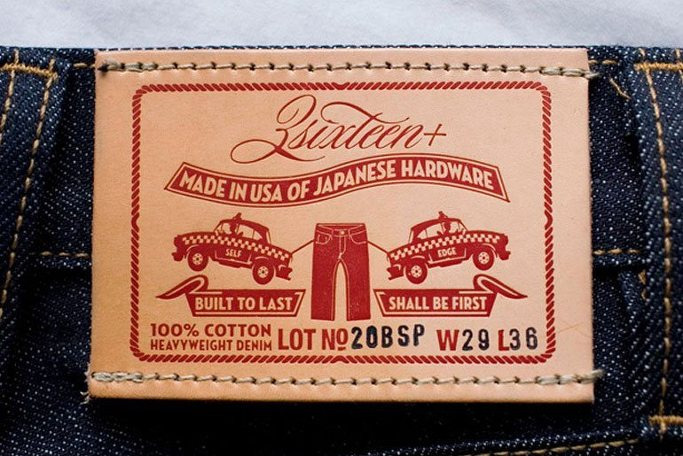 3sixteen+
MADE IN USA OF JAPANESE HARDWARE
SELF
EDGE
BUILT TO LAST
SHALL BE FIRST
100% COTTON
HEAVYWEIGHT DENIM
LOT No 20BSP W29 L36